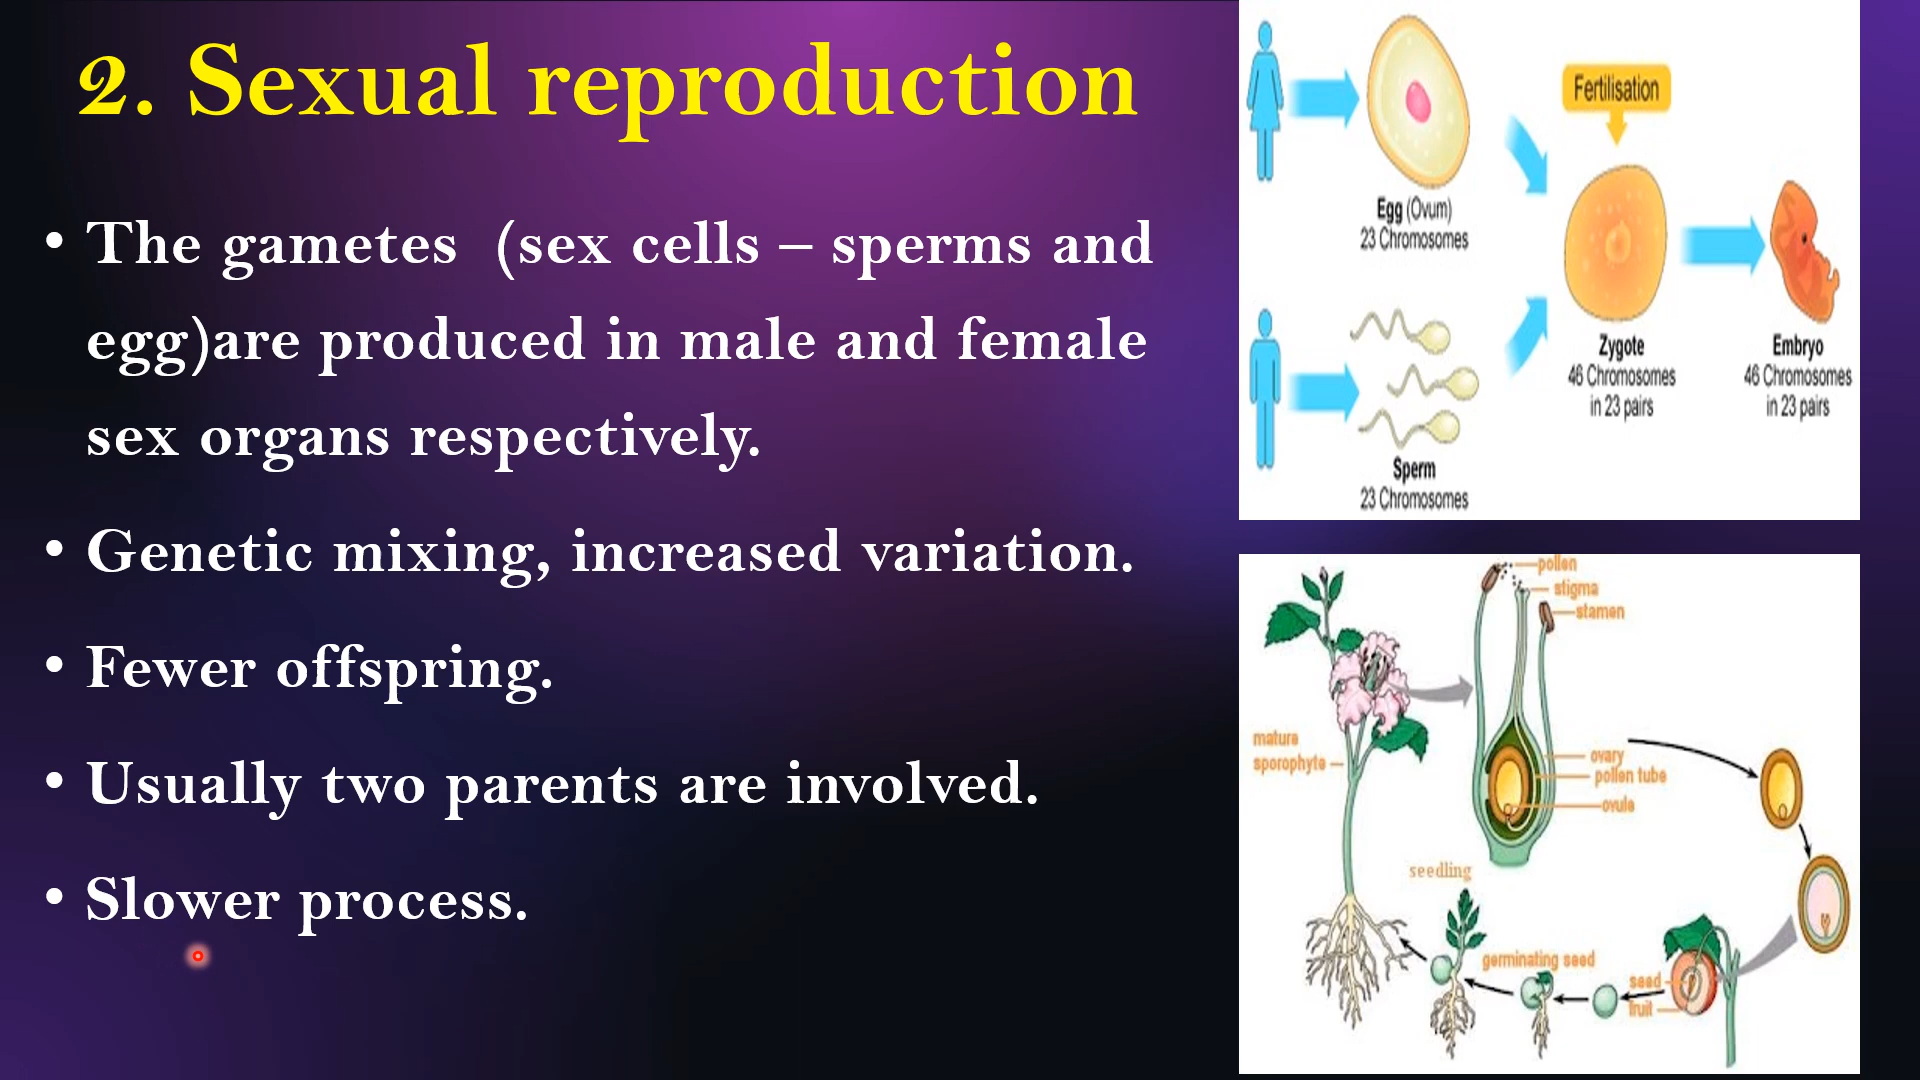 2. Sexual reproduction
• The gametes (sex cells – sperms and
egg)are produced in male and female
sex organs respectively.
• Genetic mixing, increased variation.
• Fewer offspring.
• Usually two parents are involved.
• Slower process.
Fertilisation
Egg (Ovum)
23 Chromosomes
Zygote
46 Chromosomes
in 23 pairs
Embryo
46 Chromosomes
in 23 pairs
Sperm
23 Chromosomes
pollen
stigma
stamen
mature
sporophyte
ovary
pollen tube
ovule
seedling
germinating seed
seed
fruit